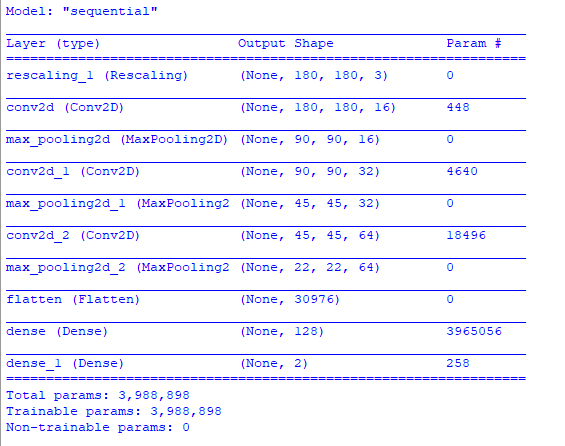 Model: "sequential"
Layer (type) Output Shape Param #
rescaling_1 (Rescaling) (None, 180, 180, 3) 0
conv2d (Conv2D) (None, 180, 180, 16) 448
max_pooling2d (MaxPooling2D) (None, 90, 90, 16) 0
conv2d_1 (Conv2D) (None, 90, 90, 32) 4640
max_pooling2d_1 (MaxPooling2 (None, 45, 45, 32) 0
conv2d_2 (Conv2D) (None, 45, 45, 64) 18496
max_pooling2d_2 (MaxPooling2 (None, 22, 22, 64) 0
flatten (Flatten) (None, 30976) 0
dense (Dense) (None, 128) 3965056
dense_1 (Dense) (None, 2) 258
Total params: 3,988,898
Trainable params: 3,988,898
Non-trainable params: 0